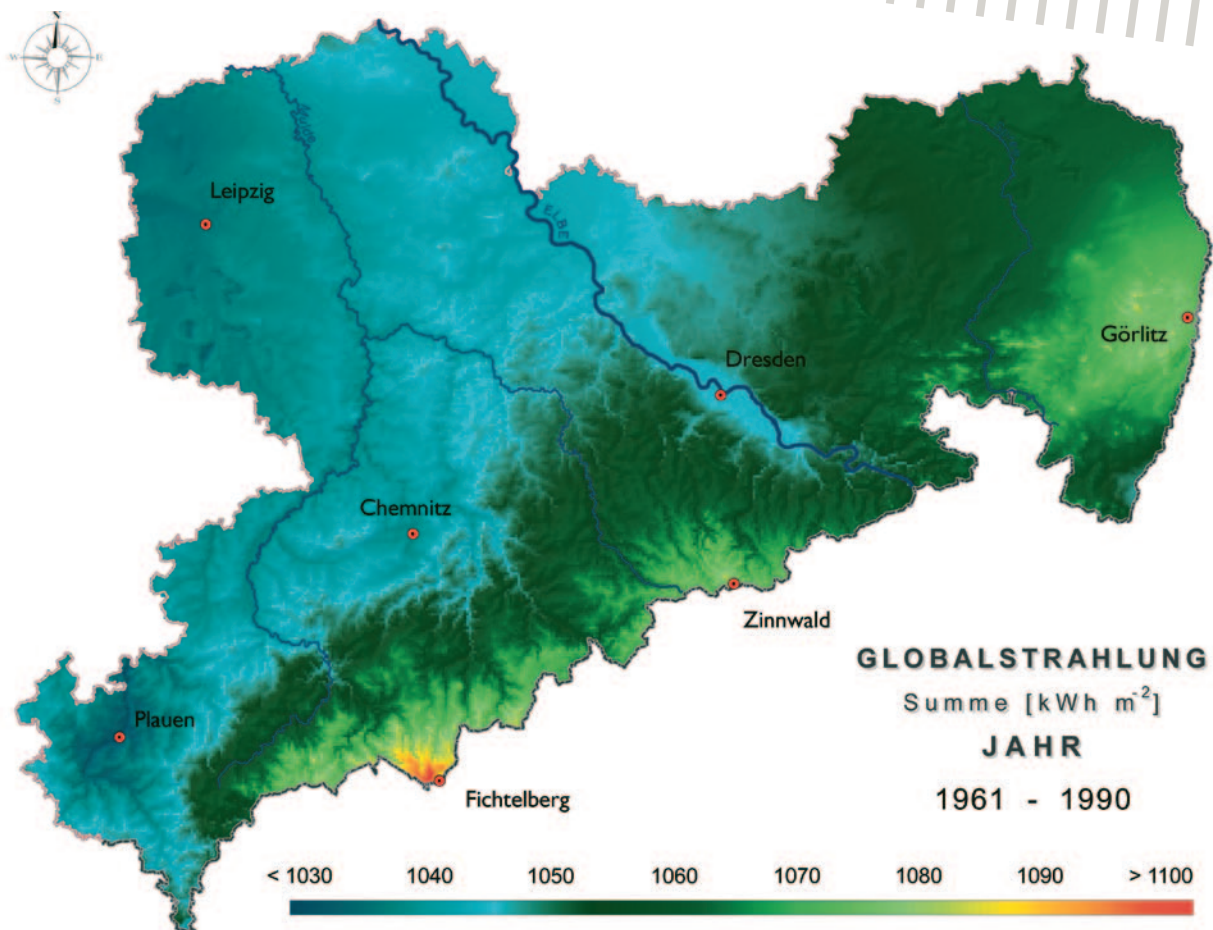 N
W E
S
Leipzig
ELBE
Görlitz
Dresden
Chemnitz
Zinnwald
GLOBALSTRAHLUNG
Summe [kWh m⁻²]
JAHR
Plauen
1961 - 1990
Fichtelberg
< 1030 1040 1050 1060 1070 1080 1090 > 1100